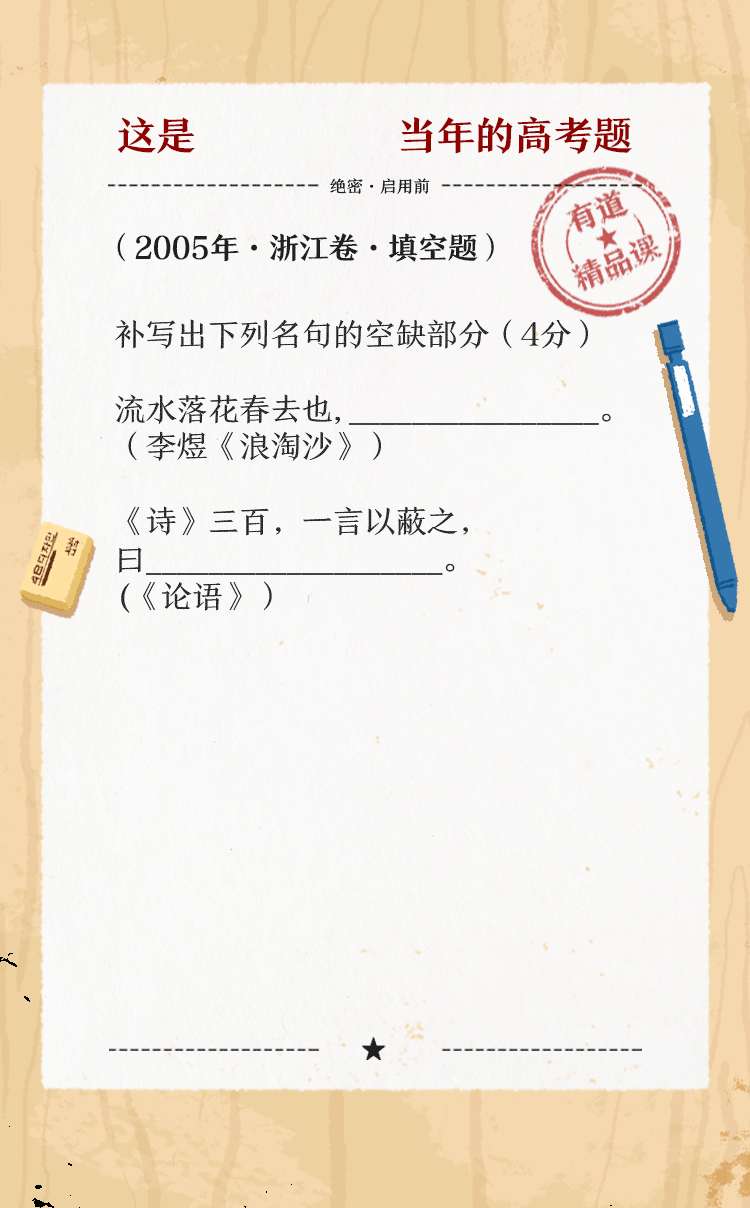 这是 当年的高考题
绝密·启用前
有道
精品课
（2005年·浙江卷·填空题）
补写出下列名句的空缺部分（4分）
流水落花春去也，________________。
（李煜《浪淘沙》）
《诗》三百，一言以蔽之，
曰___________________。
(《论语》）